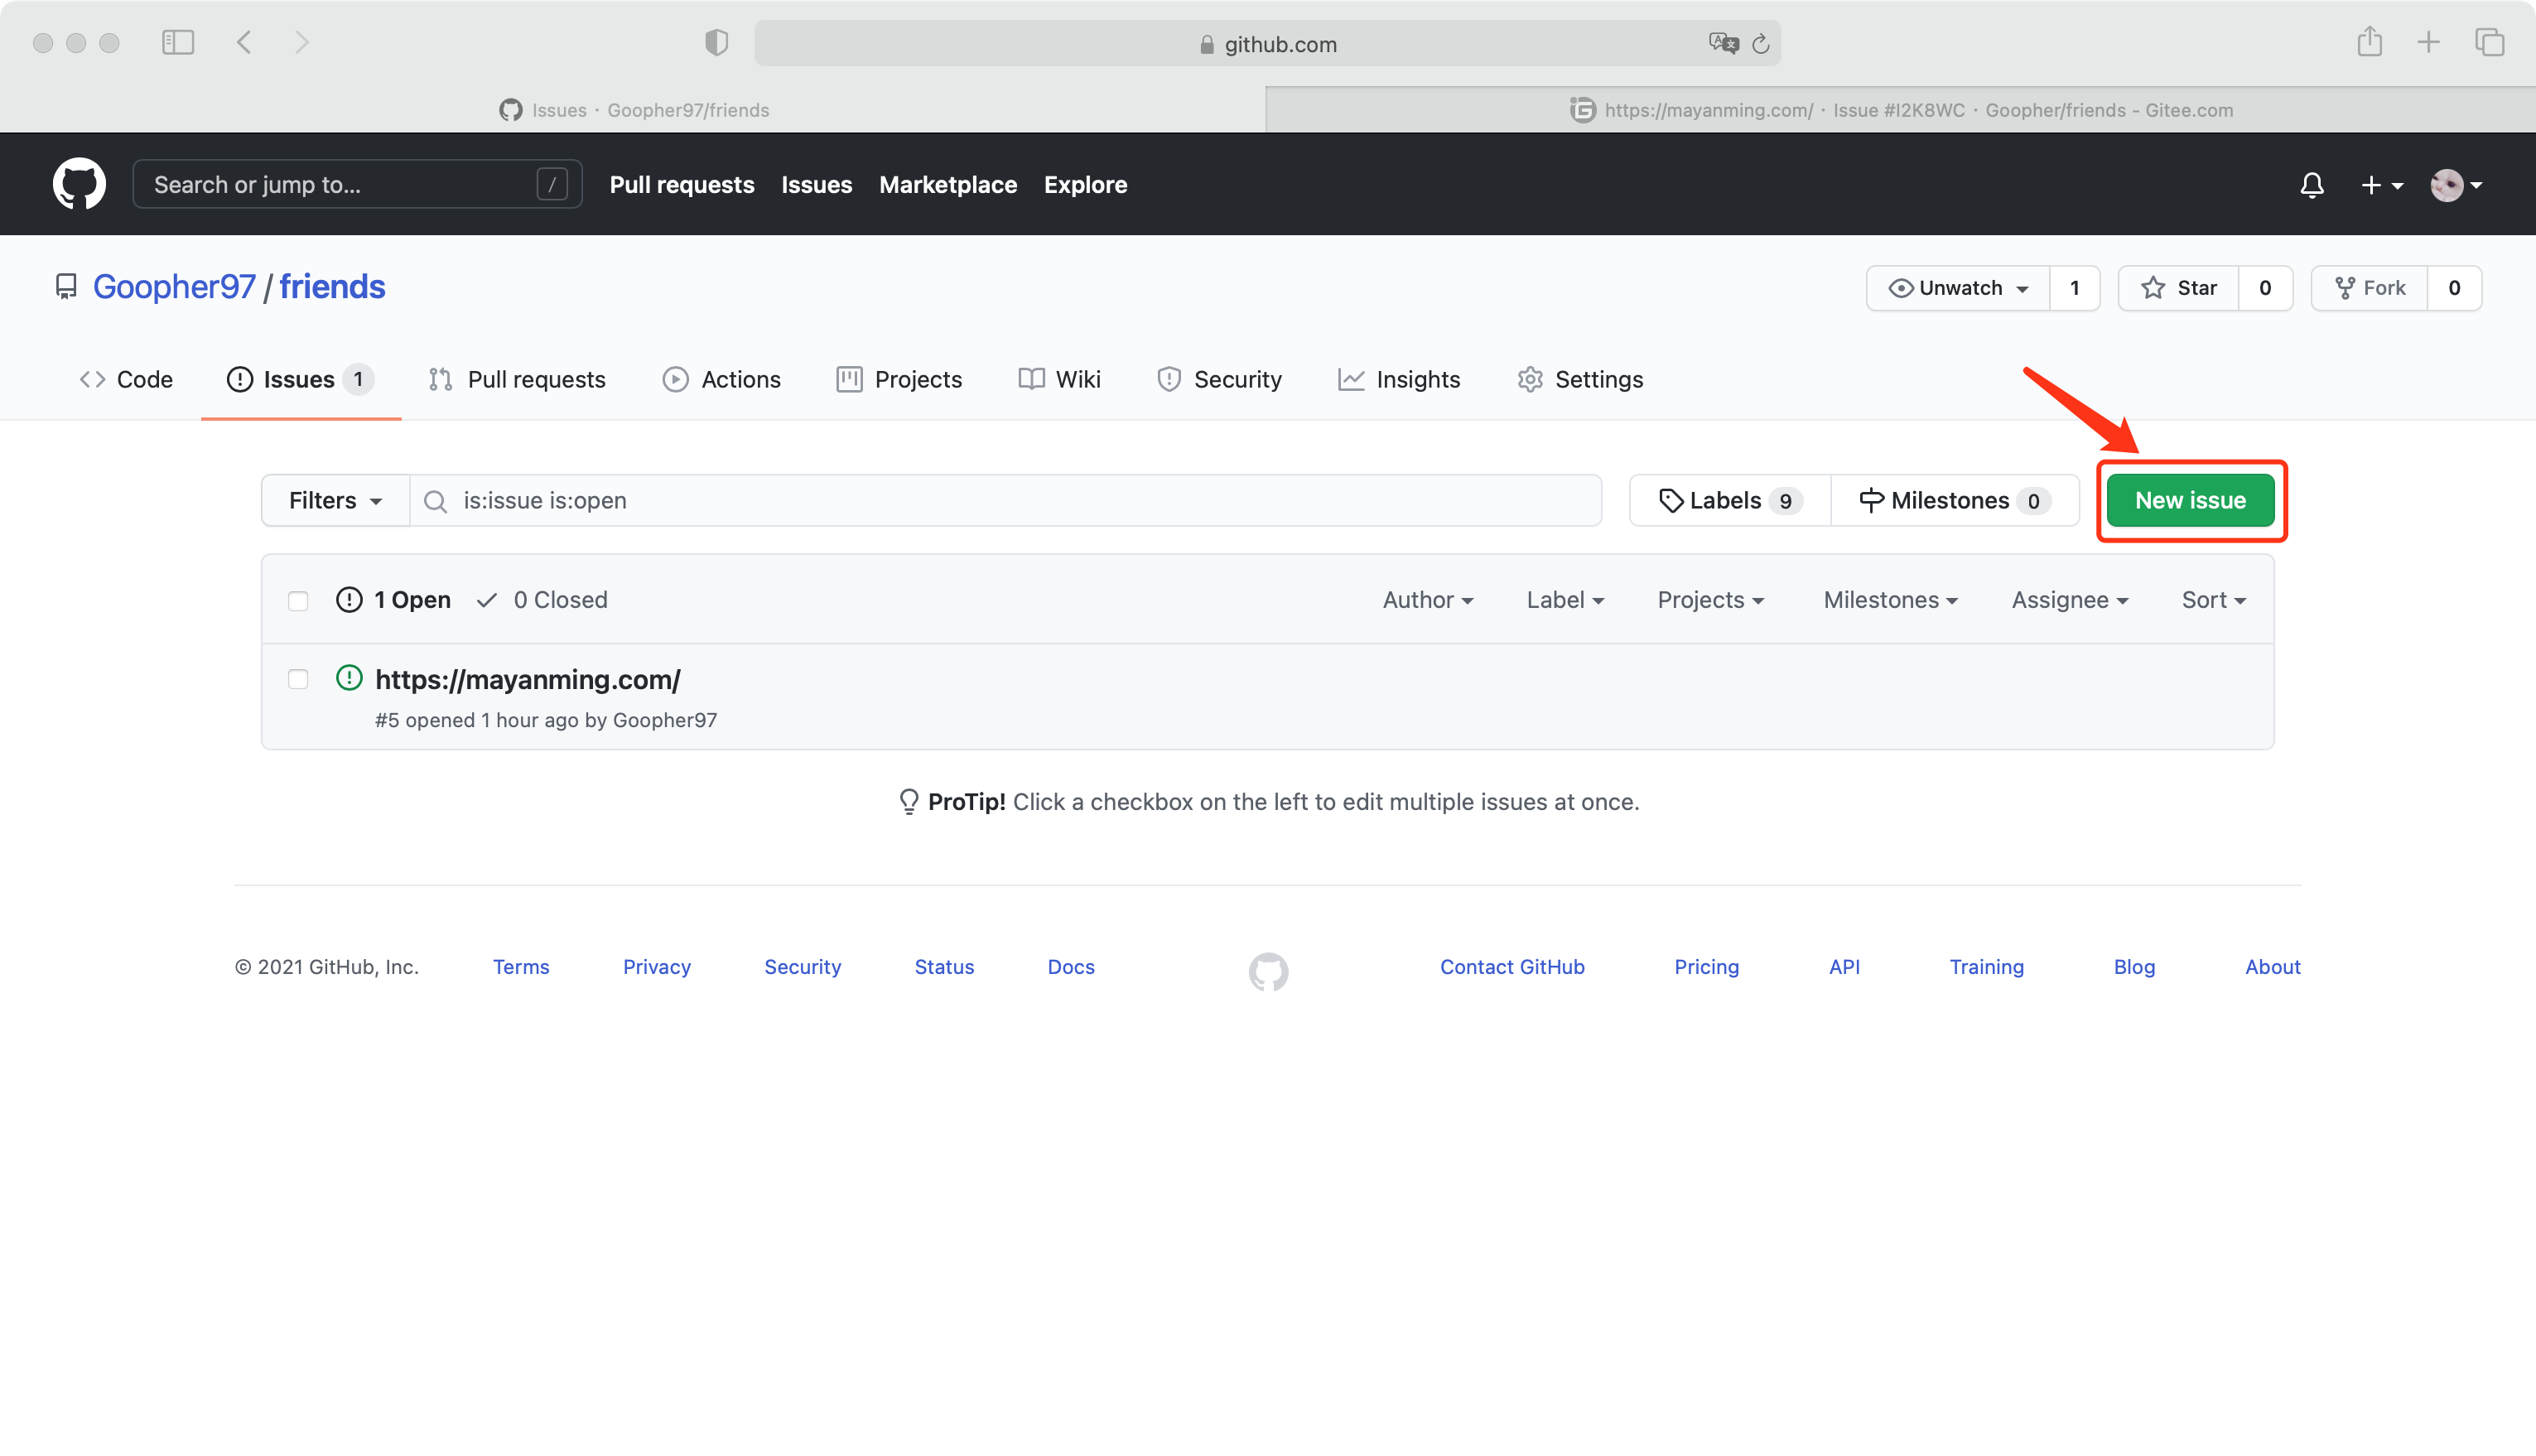 github.com
Issues · Goopher97/friends
https://mayanming.com/ · Issue #I2K8WC · Goopher/friends - Gitee.com
Search or jump to... /
Pull requests Issues Marketplace Explore
Goopher97 / friends
Unwatch 1 Star 0 Fork 0
Code Issues 1 Pull requests Actions Projects Wiki Security Insights Settings
Filters is:issue is:open Labels 9 Milestones 0 New issue
1 Open 0 Closed Author Label Projects Milestones Assignee Sort
https://mayanming.com/
#5 opened 1 hour ago by Goopher97
ProTip! Click a checkbox on the left to edit multiple issues at once.
© 2021 GitHub, Inc. Terms Privacy Security Status Docs Contact GitHub Pricing API Training Blog About